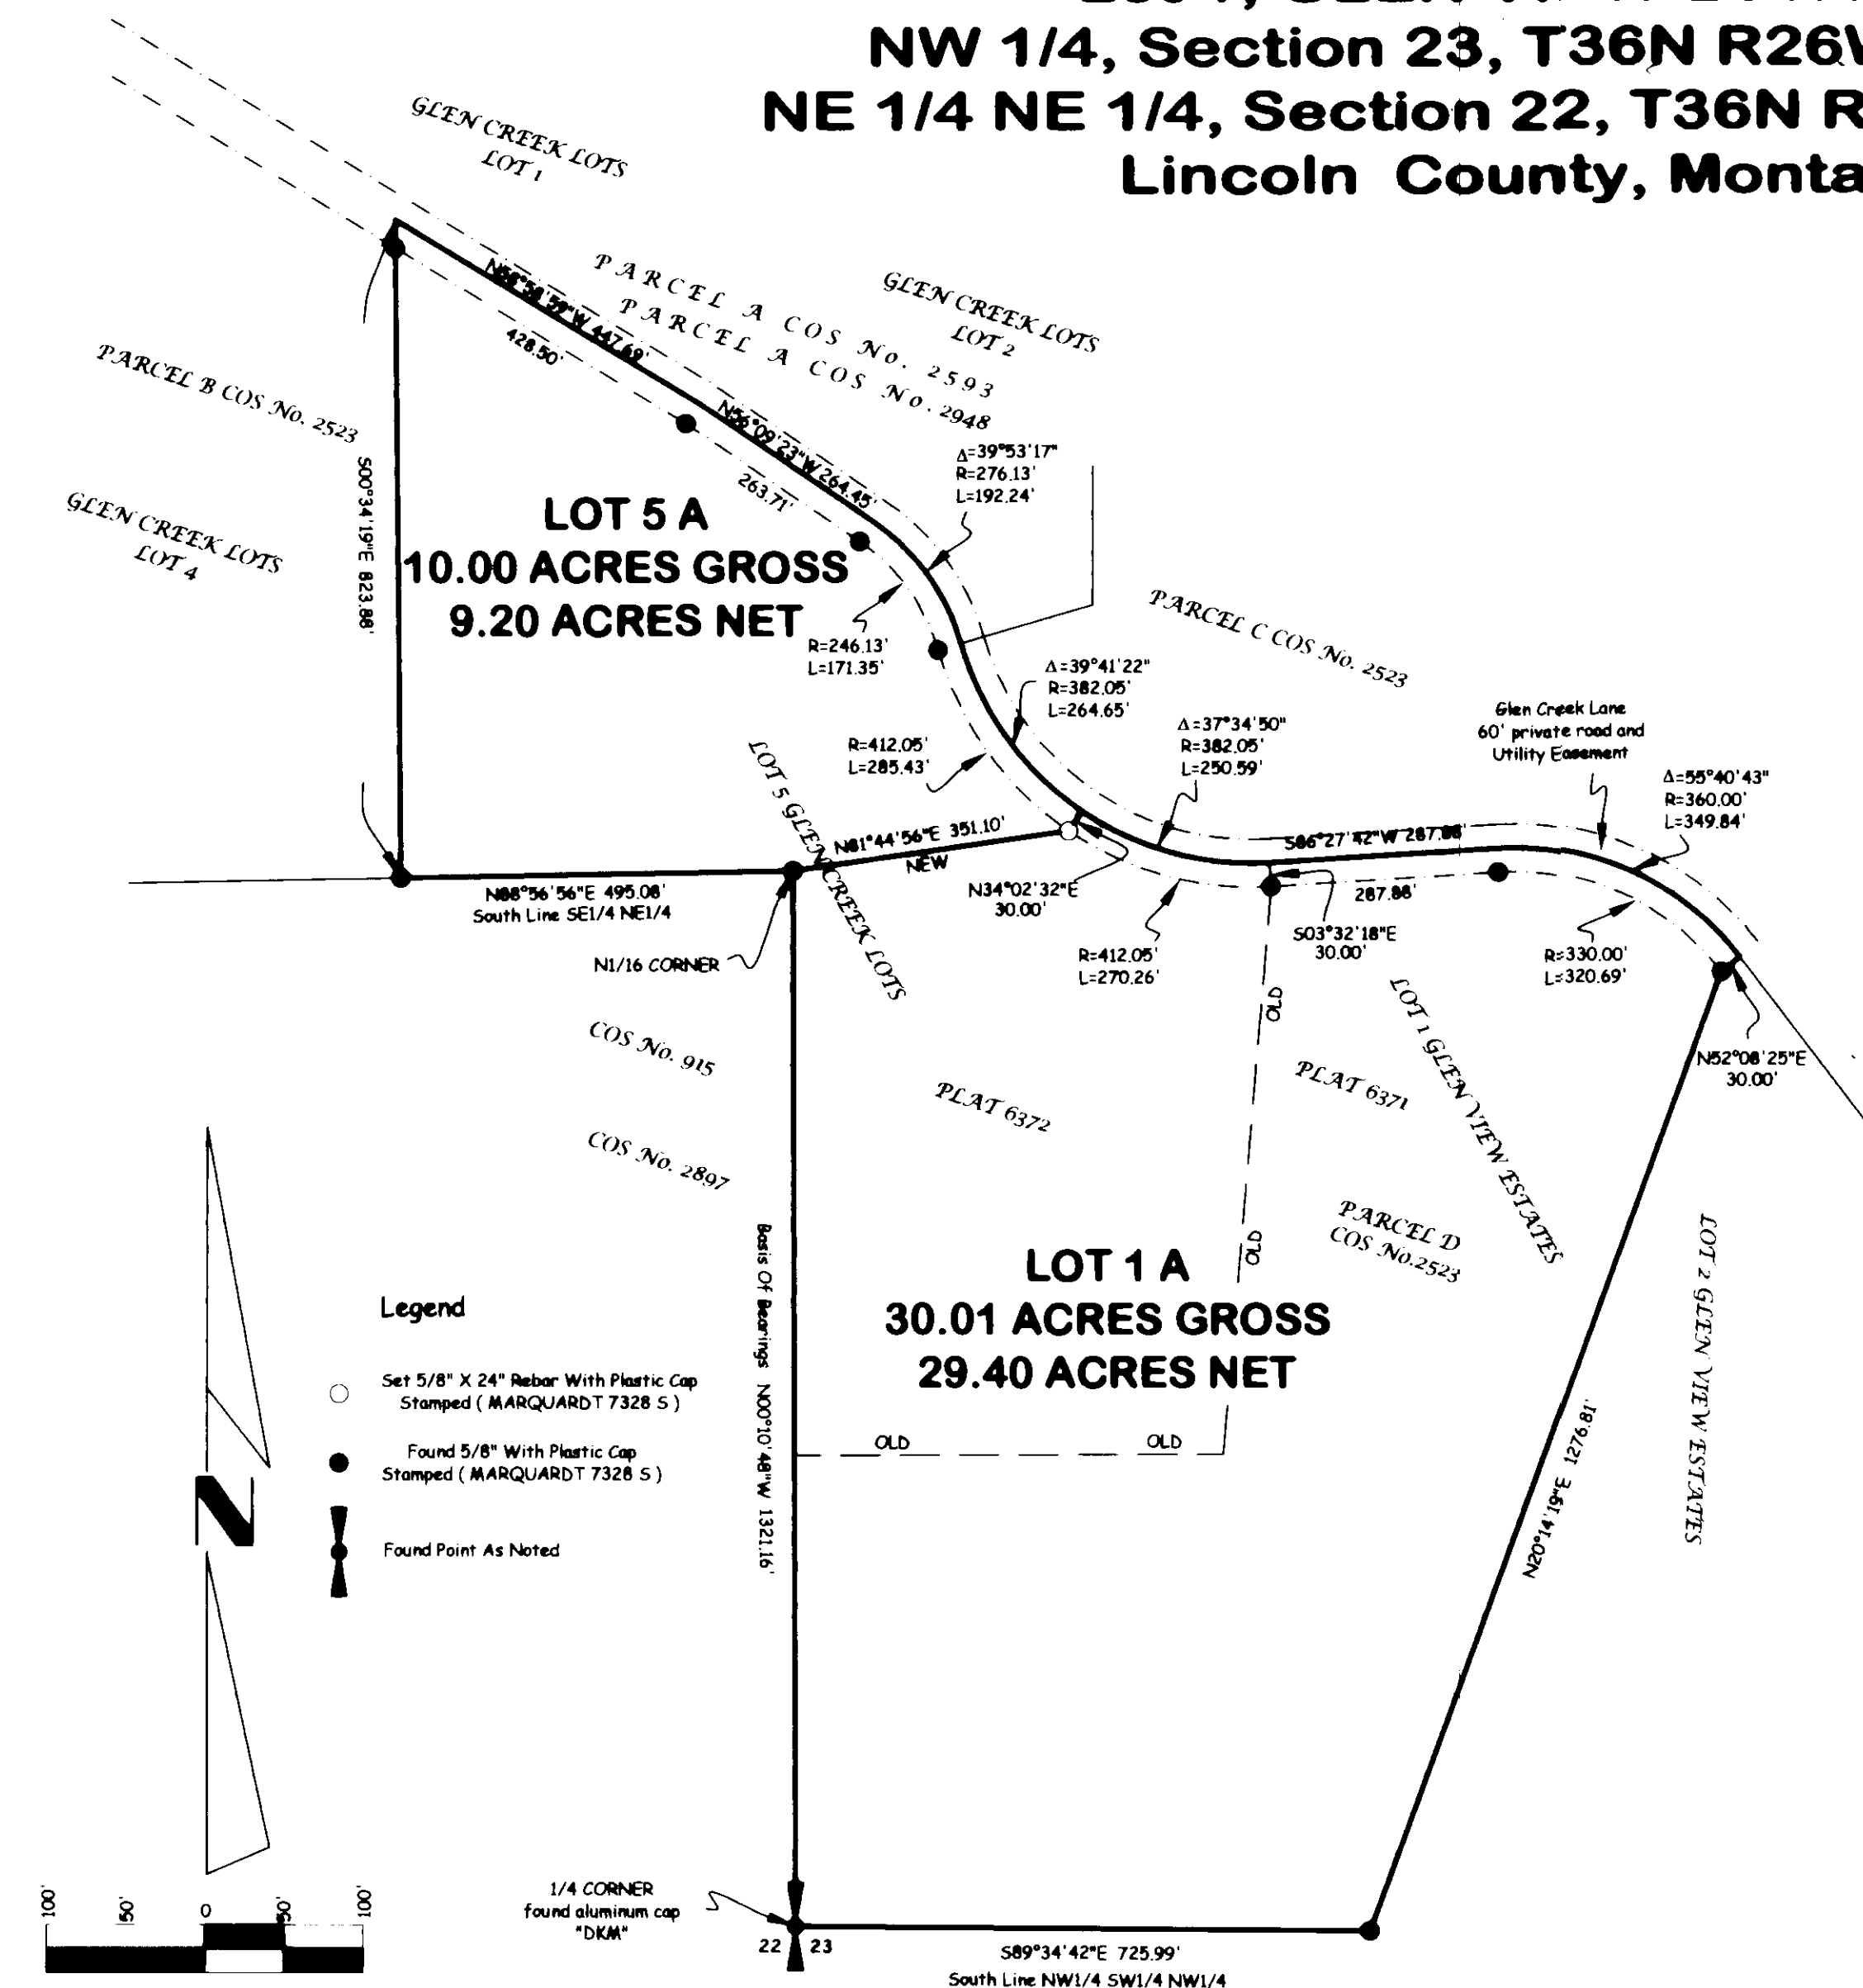 NW 1/4, Section 23, T36N R26W
NE 1/4 NE 1/4, Section 22, T36N R
Lincoln County, Monta
GLEN CREEK LOTS
LOT 1
PARCEL A COS No. 2593
PARCEL A COS No. 2948
GLEN CREEK LOTS
LOT 2
N58°58'59"W 447.69'
428.50'
PARCEL B COS No. 2523
N56°09'23"W 264.45'
263.71'
Δ=39°53'17"
R=276.13'
L=192.24'
GLEN CREEK LOTS
LOT 4
S00°34'19"E 823.88'
LOT 5 A
10.00 ACRES GROSS
9.20 ACRES NET
R=246.13'
L=171.35'
PARCEL C COS No. 2523
Δ=39°41'22"
R=382.05'
L=264.65'
Δ=37°34'50"
R=382.05'
L=250.59'
Glen Creek Lane
60' private road and
Utility Easement
Δ=55°40'43"
R=360.00'
L=349.84'
R=412.05'
L=285.43'
LOT 5 GLEN CREEK LOTS
N81°44'56"E 351.10'
NEW
S86°27'42"W 287.88'
287.88'
N88°56'56"E 495.08'
South Line SE1/4 NE1/4
N34°02'32"E
30.00'
S03°32'18"E
30.00'
R=412.05'
L=270.26'
R=330.00'
L=320.69'
N1/16 CORNER
OLD
N52°08'25"E
30.00'
COS No. 915
PLAT 6372
PLAT 6371
LOT 1 GLEN VIEW ESTATES
COS No. 2897
PARCEL D
COS No.2523
OLD
LOT 2 GLEN VIEW ESTATES
Basis Of Bearings N00°10'48"W 1321.16'
LOT 1 A
30.01 ACRES GROSS
29.40 ACRES NET
OLD
OLD
N20°14'19"E 1276.81'
Legend
Set 5/8" X 24" Rebar With Plastic Cap
Stamped ( MARQUARDT 7328 S )
Found 5/8" With Plastic Cap
Stamped ( MARQUARDT 7328 S )
Found Point As Noted
N
100'
50'
0
50'
100'
1/4 CORNER
found aluminum cap
"DKM"
22
23
S89°34'42"E 725.99'
South Line NW1/4 SW1/4 NW1/4